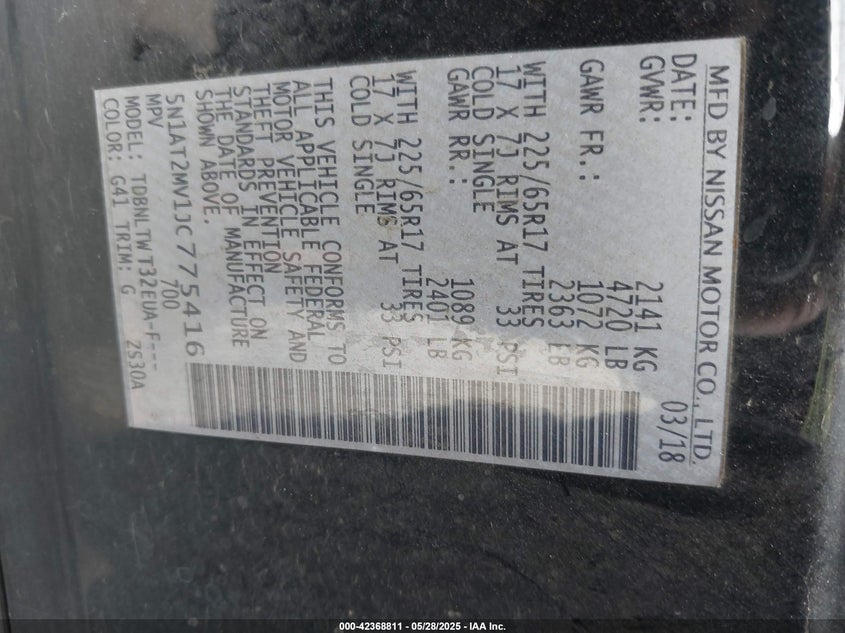 MFD BY NISSAN MOTOR CO., LTD.
DATE: 03/18
GVWR: 2141 KG
4720 LB
GAWR FR.: 1072 KG
2363 LB
WITH 225/65R17 TIRES
17 X 7J RIMS AT 33 PSI
COLD SINGLE
GAWR RR.: 1089 KG
2401 LB
WITH 225/65R17 TIRES
17 X 7J RIMS AT 33 PSI
COLD SINGLE
THIS VEHICLE CONFORMS TO
ALL APPLICABLE FEDERAL
MOTOR VEHICLE SAFETY AND
THEFT PREVENTION
STANDARDS IN EFFECT ON
THE DATE OF MANUFACTURE
SHOWN ABOVE.
5N1AT2MV1JC775416
MPV 700
MODEL: TDBNLTWT32EUA-F---
COLOR: G41 TRIM: G 2S30A
000-42368811 - 05/28/2025 - IAA Inc.